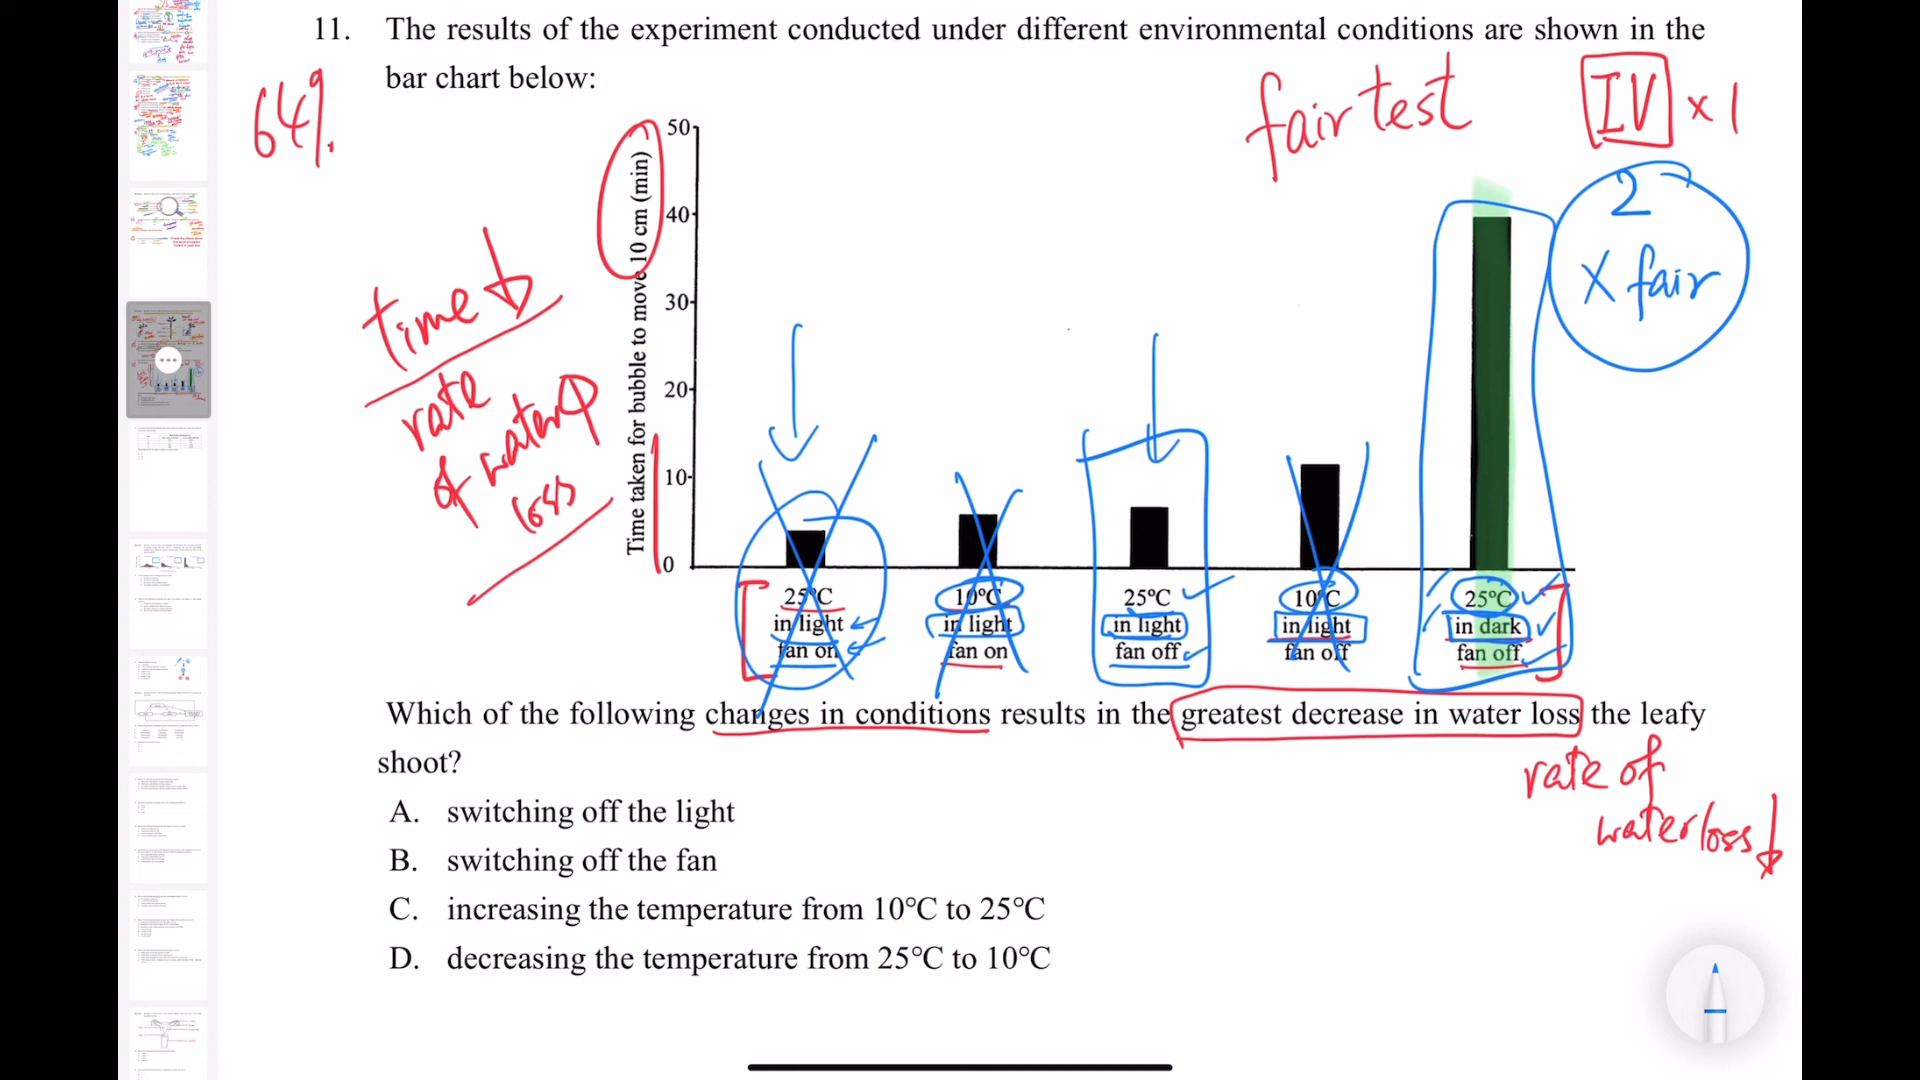 11. The results of the experiment conducted under different environmental conditions are shown in the
bar chart below:
64%
fair test
IV x 1
2
X fair
time ↓
rate
of water ↑
loss
Time taken for bubble to move 10 cm (min)
50
40
30
20
10
0
25°C
in light
fan on
10°C
in light
fan on
25°C
in light
fan off
10°C
in light
fan off
25°C
in dark
fan off
Which of the following changes in conditions results in the greatest decrease in water loss the leafy
shoot?
rate of
water loss ↓
A. switching off the light
B. switching off the fan
C. increasing the temperature from 10°C to 25°C
D. decreasing the temperature from 25°C to 10°C